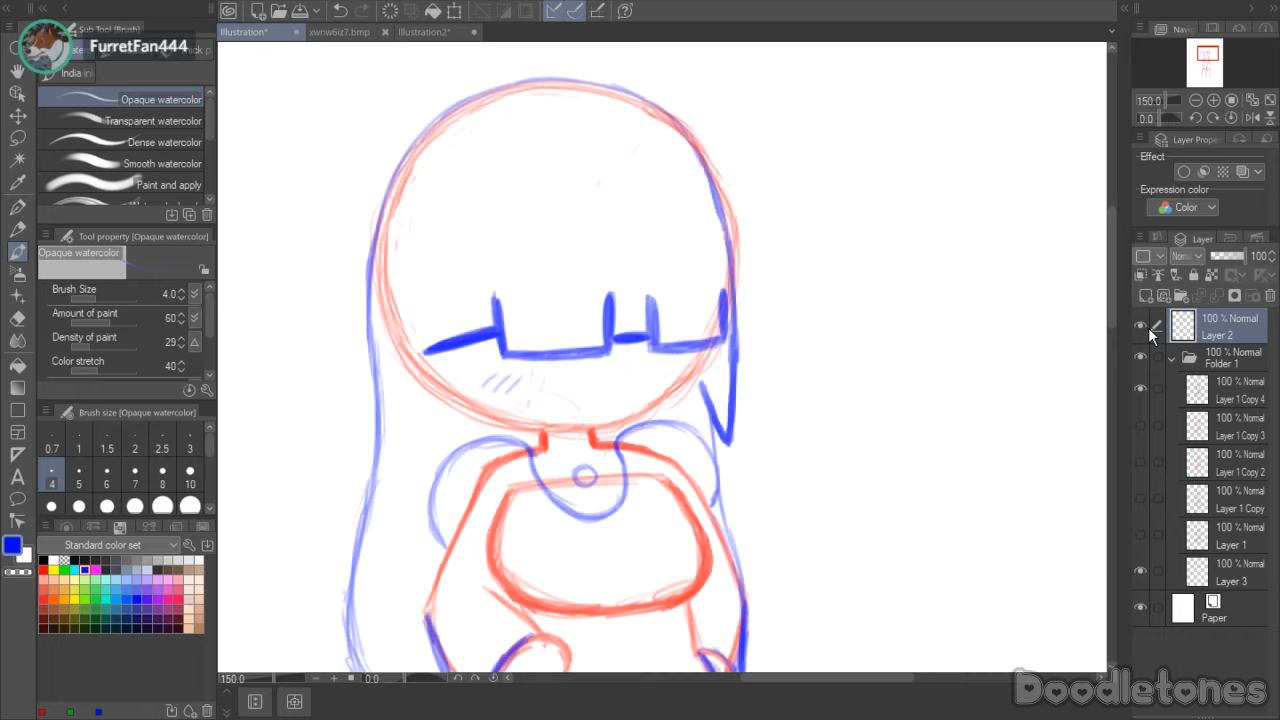 Sub Tool [Brush]
FurretFan444
India in
Opaque watercolor
Transparent watercolor
Dense watercolor
Smooth watercolor
Paint and apply
Tool property [Opaque watercolor]
Opaque watercolor
Brush Size 4.0
Amount of paint 60
Density of paint 29
Color stretch 40
Brush size [Opaque watercolor]
0.7 1 1.5 2 2.5 3
4 5 6 7 8 10
Standard color set
Illustration* xwnw6iz7.bmp Illustration2*
150.0 0.0
Navi
150.0
0.0
Layer Prope
Effect
Expression color
Color
Layer
Norma 100
100 % Normal
Layer 2
100 % Normal
Folder 1
100 % Normal
Layer 1 Copy 4
100 % Normal
Layer 1 Copy 3
100 % Normal
Layer 1 Copy 2
100 % Normal
Layer 1 Copy
100 % Normal
Layer 1
100 % Normal
Layer 3
Paper
Doodletones